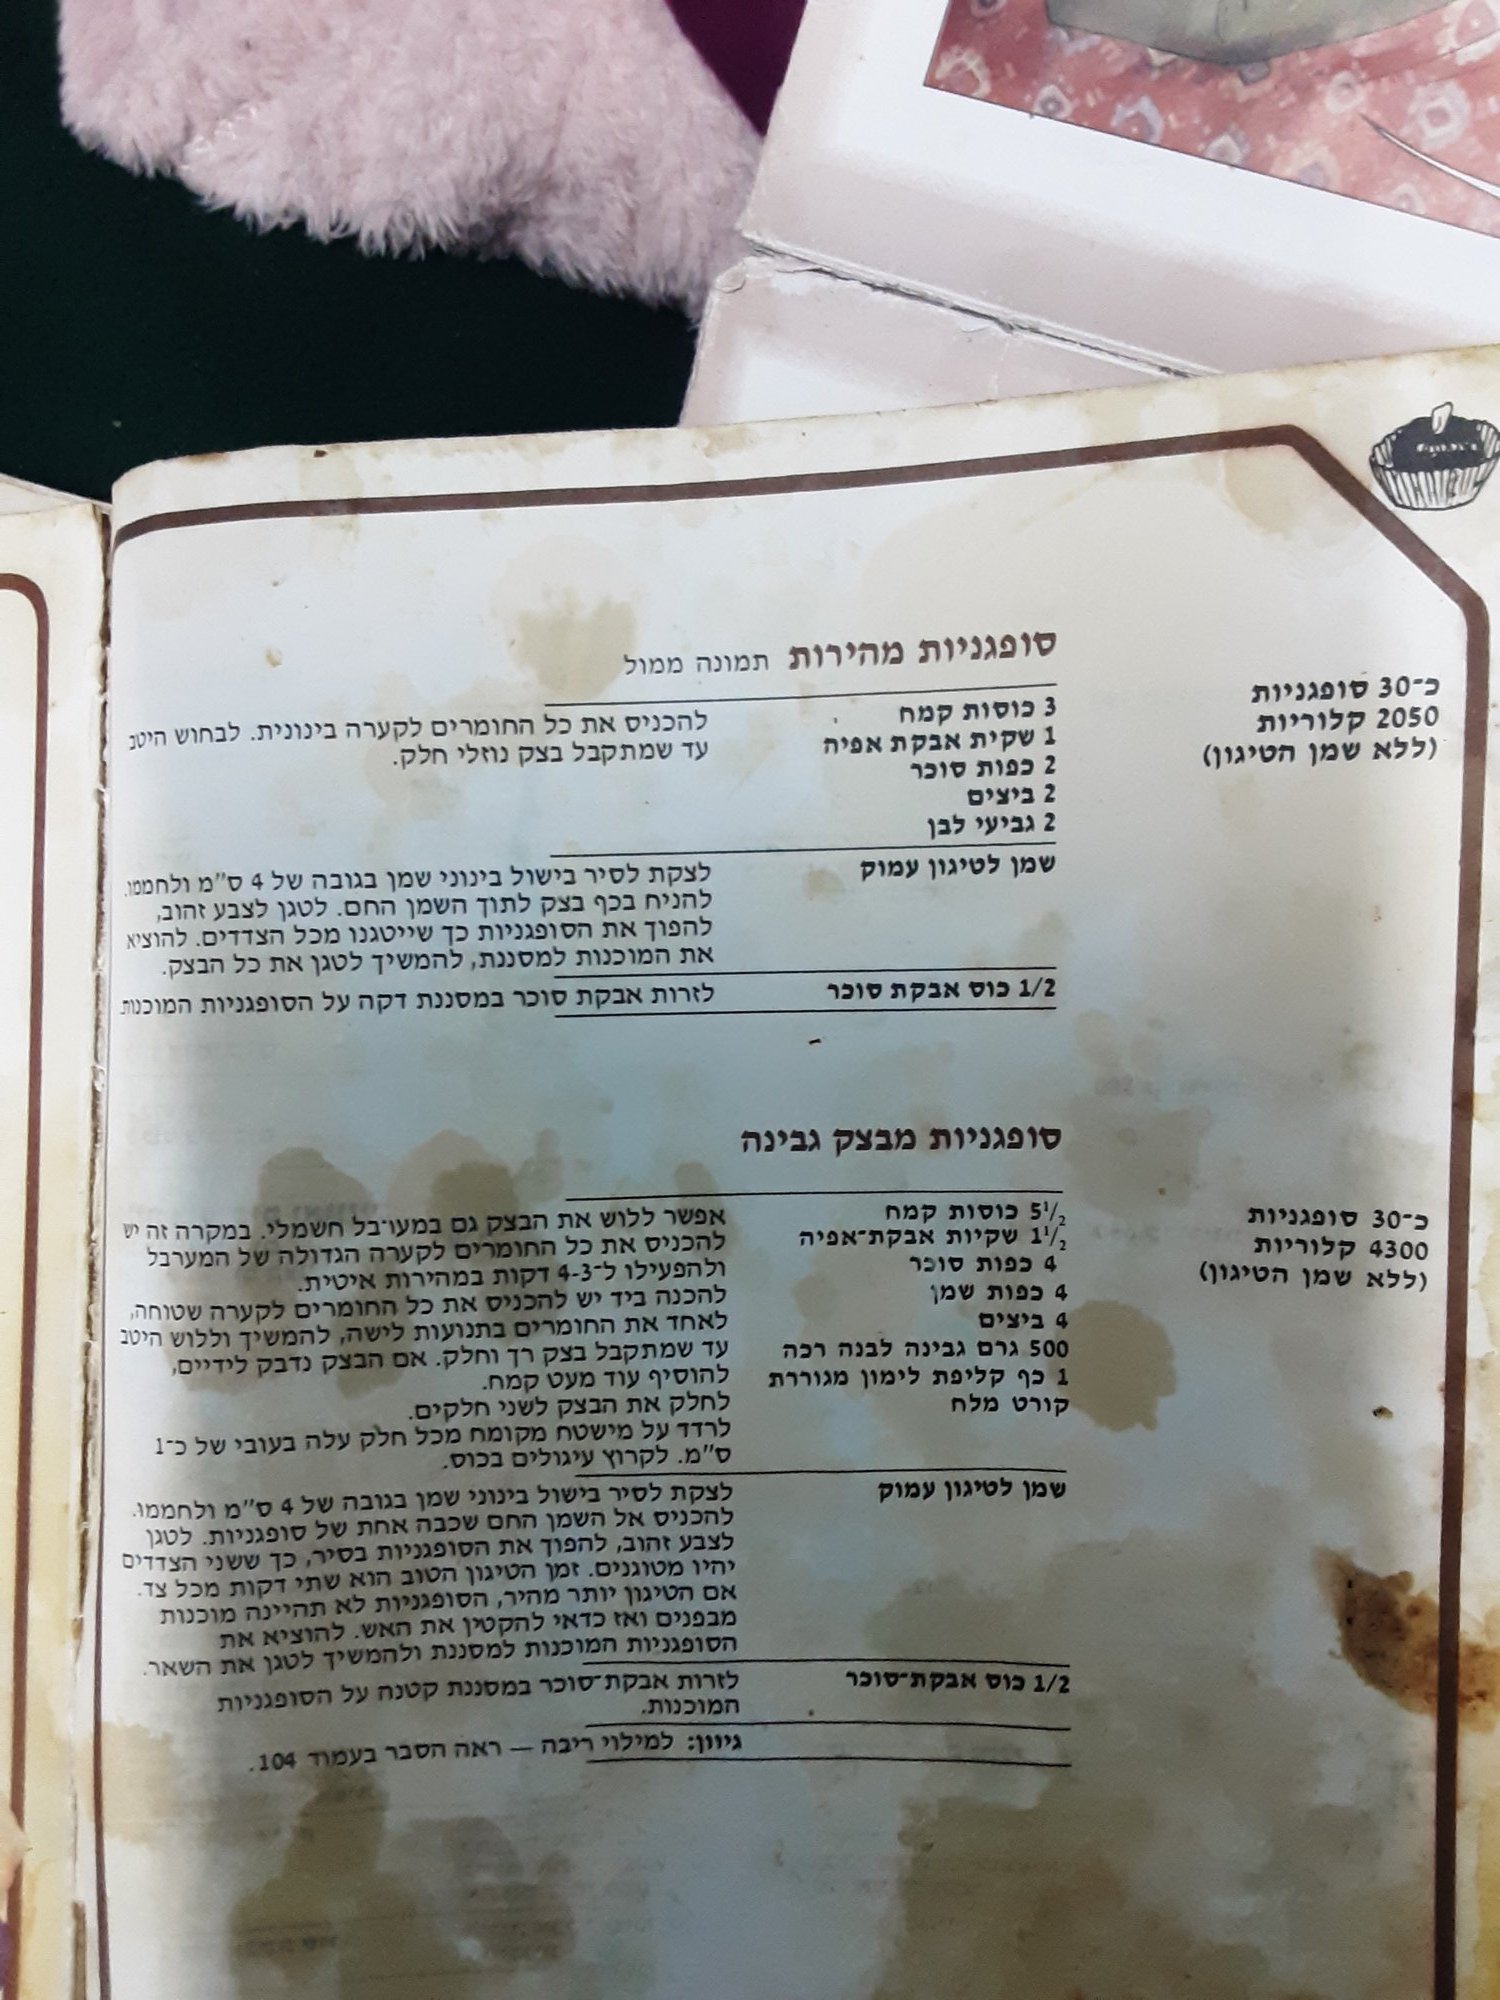 סופגניות מהירות תמונה ממול
כ־30 סופגניות
2050 קלוריות
(ללא שמן הטיגון)
3 כוסות קמח
1 שקית אבקת אפיה
2 כפות סוכר
2 ביצים
2 גביעי לבן
להכניס את כל החומרים לקערה בינונית. לבחוש היטב
עד שמתקבל בצק נוזלי חלק.
שמן לטיגון עמוק
לצקת לסיר בישול בינוני שמן בגובה של 4 ס"מ ולחממו.
להניח בכף בצק לתוך השמן החם. לטגן לצבע זהוב,
להפוך את הסופגניות כך שייטגנו מכל הצדדים. להוציא
את המוכנות למסננת, להמשיך לטגן את כל הבצק.
1/2 כוס אבקת סוכר
לזרות אבקת סוכר במסננת דקה על הסופגניות המוכנות
סופגניות מבצק גבינה
כ־30 סופגניות
4300 קלוריות
(ללא שמן הטיגון)
5 1/2 כוסות קמח
1 1/2 שקיות אבקת־אפיה
4 כפות סוכר
4 כפות שמן
4 ביצים
500 גרם גבינה לבנה רכה
1 כף קליפת לימון מגוררת
קורט מלח
אפשר ללוש את הבצק גם במערבל חשמלי. במקרה זה יש
להכניס את כל החומרים לקערה הגדולה של המערבל
ולהפעילו ל־4-3 דקות במהירות איטית.
להכנה ביד יש להכניס את כל החומרים לקערה שטוחה,
לאחד את החומרים בתנועות לישה, להמשיך וללוש היטב
עד שמתקבל בצק רך וחלק. אם הבצק נדבק לידיים,
להוסיף עוד מעט קמח.
לחלק את הבצק לשני חלקים.
לרדד על מישטח מקומח מכל חלק עלה בעובי של כ־1
ס"מ. לקרוץ עיגולים בכוס.
שמן לטיגון עמוק
לצקת לסיר בישול בינוני שמן בגובה של 4 ס"מ ולחממו.
להכניס אל השמן החם שכבה אחת של סופגניות. לטגן
לצבע זהוב, להפוך את הסופגניות בסיר, כך ששני הצדדים
יהיו מטוגנים. זמן הטיגון הטוב הוא שתי דקות מכל צד.
אם הטיגון יותר מהיר, הסופגניות לא תהיינה מוכנות
מבפנים ואז כדאי להקטין את האש. להוציא את
הסופגניות המוכנות למסננת ולהמשיך לטגן את השאר.
1/2 כוס אבקת־סוכר
לזרות אבקת־סוכר במסננת קטנה על הסופגניות
המוכנות.
גיוון: למילוי ריבה — ראה הסבר בעמוד 104.